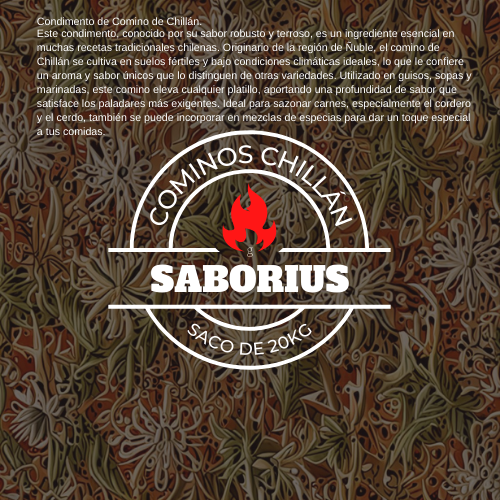 Condimento de Comino de Chillán.
Este condimento, conocido por su sabor robusto y terroso, es un ingrediente esencial en
muchas recetas tradicionales chilenas. Originario de la región de Ñuble, el comino de
Chillán se cultiva en suelos fértiles y bajo condiciones climáticas ideales, lo que le confiere
un aroma y sabor únicos que lo distinguen de otras variedades. Utilizado en guisos, sopas y
marinadas, este comino eleva cualquier platillo, aportando una profundidad de sabor que
satisface los paladares más exigentes. Ideal para sazonar carnes, especialmente el cordero
y el cerdo, también se puede incorporar en mezclas de especias para dar un toque especial
a tus comidas.
COMINOS CHILLÁN
SABORIUS
SACO DE 20KG